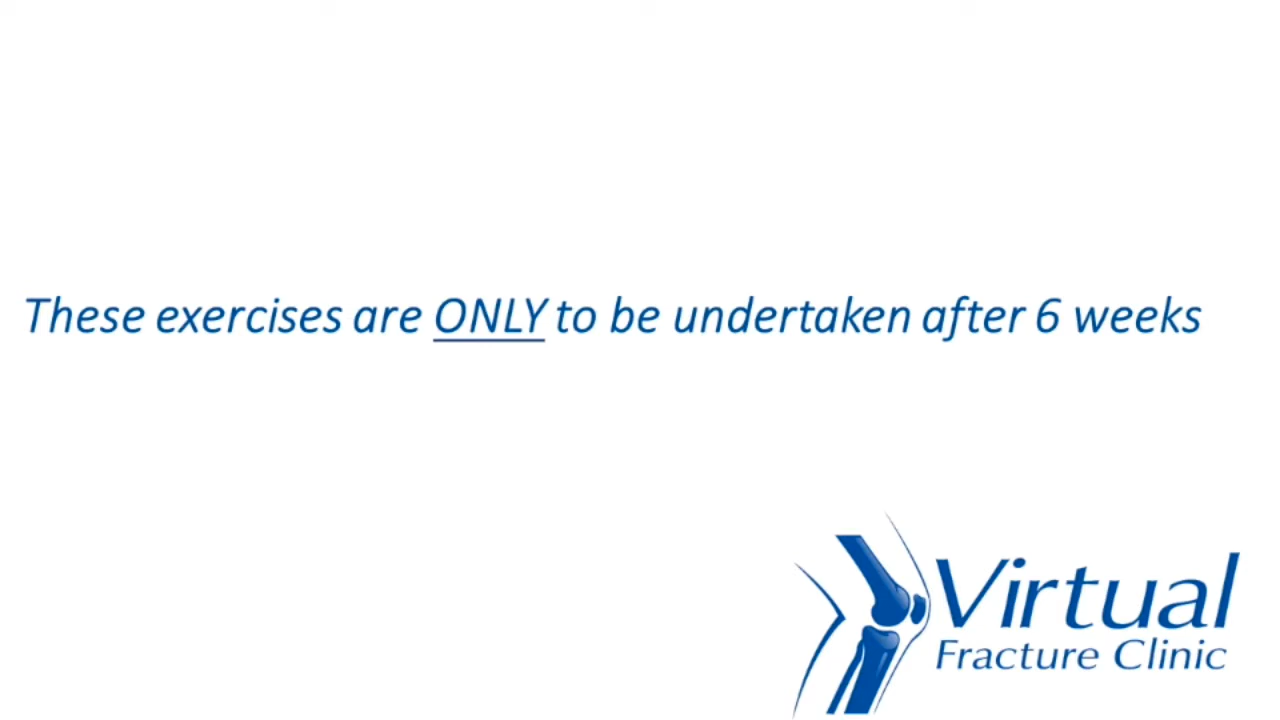 These exercises are ONLY to be undertaken after 6 weeks
Virtual
Fracture Clinic